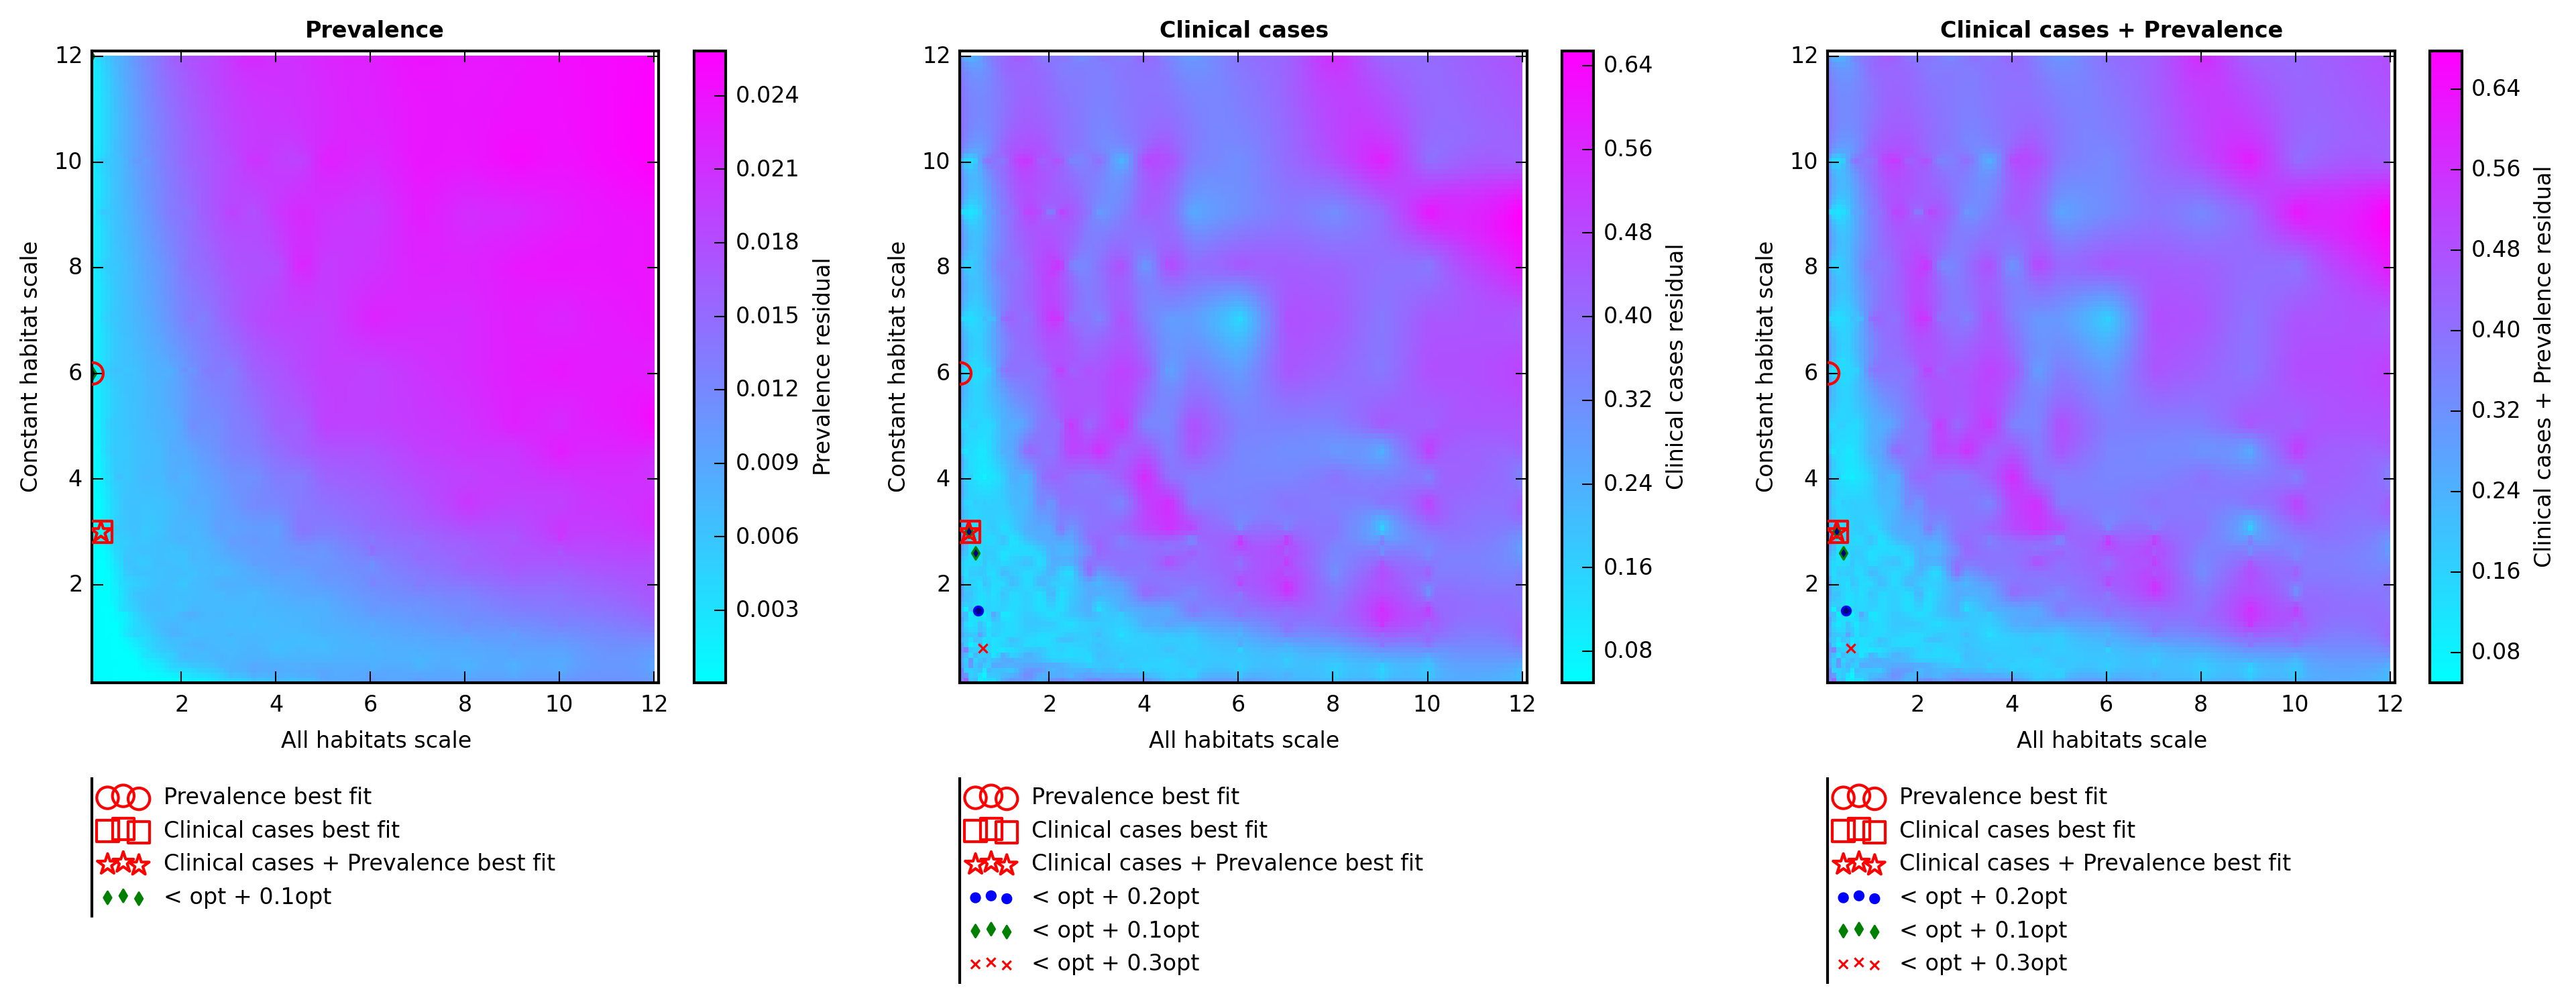 Prevalence
12
10
8
6
4
2
Constant habitat scale
2 4 6 8 10 12
All habitats scale
0.024
0.021
0.018
0.015
0.012
0.009
0.006
0.003
Prevalence residual
Prevalence best fit
Clinical cases best fit
Clinical cases + Prevalence best fit
< opt + 0.1opt
Clinical cases
12
10
8
6
4
2
Constant habitat scale
2 4 6 8 10 12
All habitats scale
0.64
0.56
0.48
0.40
0.32
0.24
0.16
0.08
Clinical cases residual
Prevalence best fit
Clinical cases best fit
Clinical cases + Prevalence best fit
< opt + 0.2opt
< opt + 0.1opt
< opt + 0.3opt
Clinical cases + Prevalence
12
10
8
6
4
2
Constant habitat scale
2 4 6 8 10 12
All habitats scale
0.64
0.56
0.48
0.40
0.32
0.24
0.16
0.08
Clinical cases + Prevalence residual
Prevalence best fit
Clinical cases best fit
Clinical cases + Prevalence best fit
< opt + 0.2opt
< opt + 0.1opt
< opt + 0.3opt